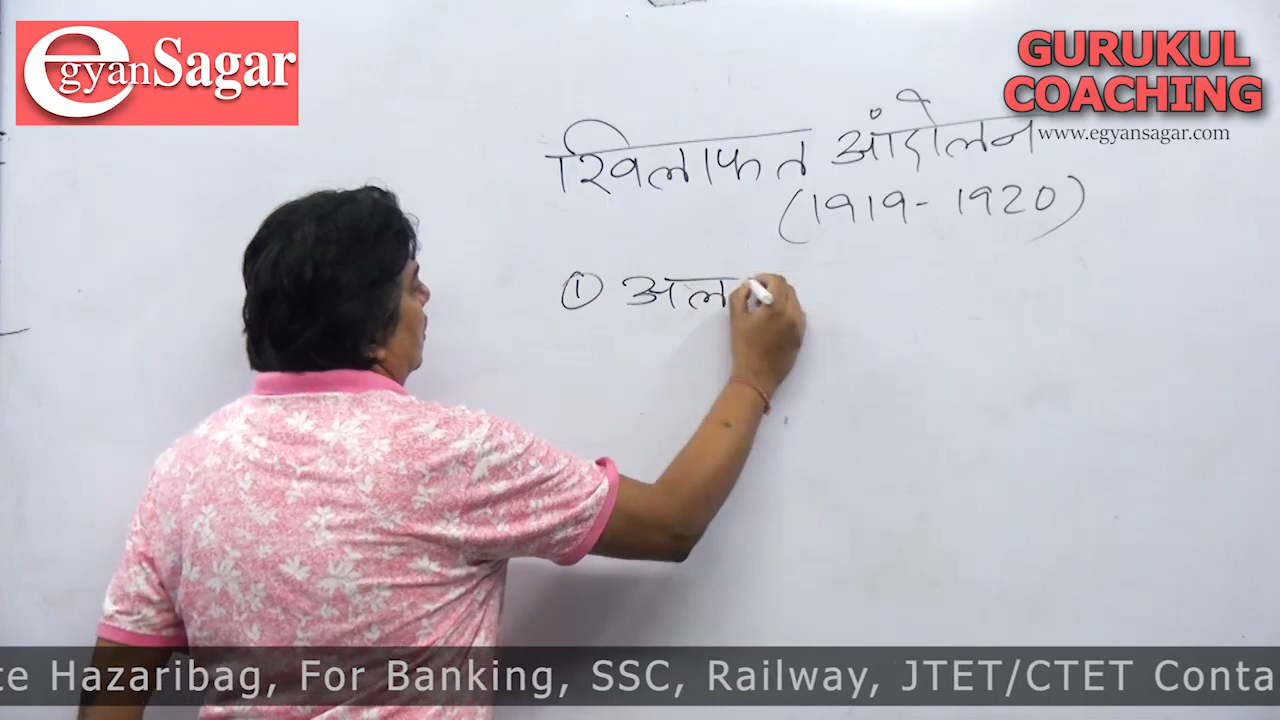 egyanSagar
GURUKUL
COACHING
www.egyansagar.com
खिलाफत आंदोलन
(1919-1920)
① अल
te Hazaribag, For Banking, SSC, Railway, JTET/CTET Conta